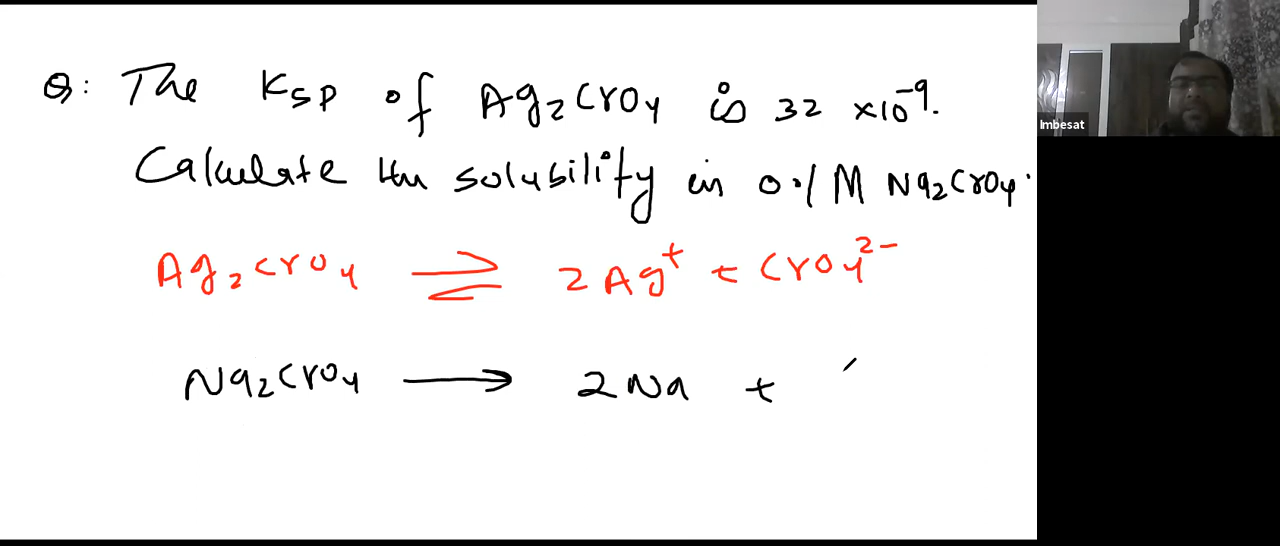 Q: The Ksp of Ag₂CrO₄ is 32 ×10⁻⁹.
Calculate the solubility in 0.1 M Na₂CrO₄.
Ag₂CrO₄ ⇌ 2Ag⁺ + CrO₄²⁻
Na₂CrO₄ ⟶ 2Na +
Imbesat